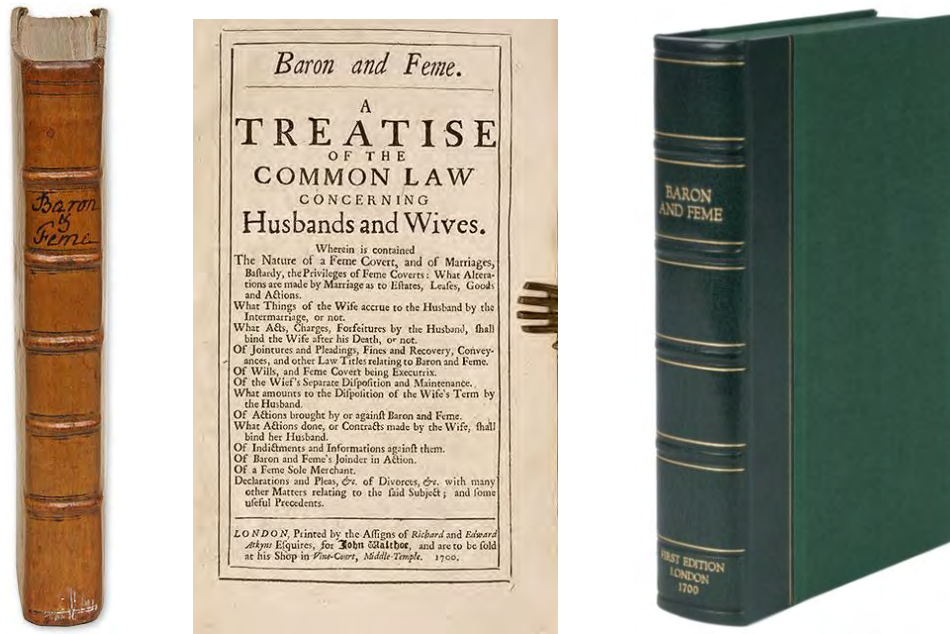 Baron
&
Feme
Baron and Feme.
A
TREATISE
OF THE
COMMON LAW
CONCERNING
Husbands and Wives.
Wherein is contained
The Nature of a Feme Covert, and of Marriages,
Baſtardy, the Privileges of Feme Coverts: What Altera-
tions are made by Marriage as to Eſtates, Leaſes, Goods
and Actions.
What Things of the Wife accrue to the Husband by the
Intermarriage, or not.
What Acts, Charges, Forfeitures by the Husband, ſhall
bind the Wife after his Death, or not.
Of Jointures and Pleadings, Fines and Recovery, Convey-
ances, and other Law Titles relating to Baron and Feme.
Of Wills, and Feme Covert being Executrix.
Of the Wief's Separate Diſpoſition and Maintenance.
What amounts to the Diſpoſition of the Wife's Term by
the Husband.
Of Actions brought by or againſt Baron and Feme.
What Actions done, or Contracts made by the Wife, ſhall
bind her Husband.
Of Indictments and Informations againſt them.
Of Baron and Feme's Joinder in Action.
Of a Feme Sole Merchant.
Declarations and Pleas, &c. of Divorces, &c. with many
other Matters relating to the ſaid Subject; and ſome
uſeful Precedents.
LONDON, Printed by the Aſſigns of Richard and Edward
Atkyns Eſquires, for John Walthoe, and are to be ſold
at his Shop in Vine-Court, Middle-Temple. 1700.
BARON
AND FEME
FIRST EDITION
LONDON
1700